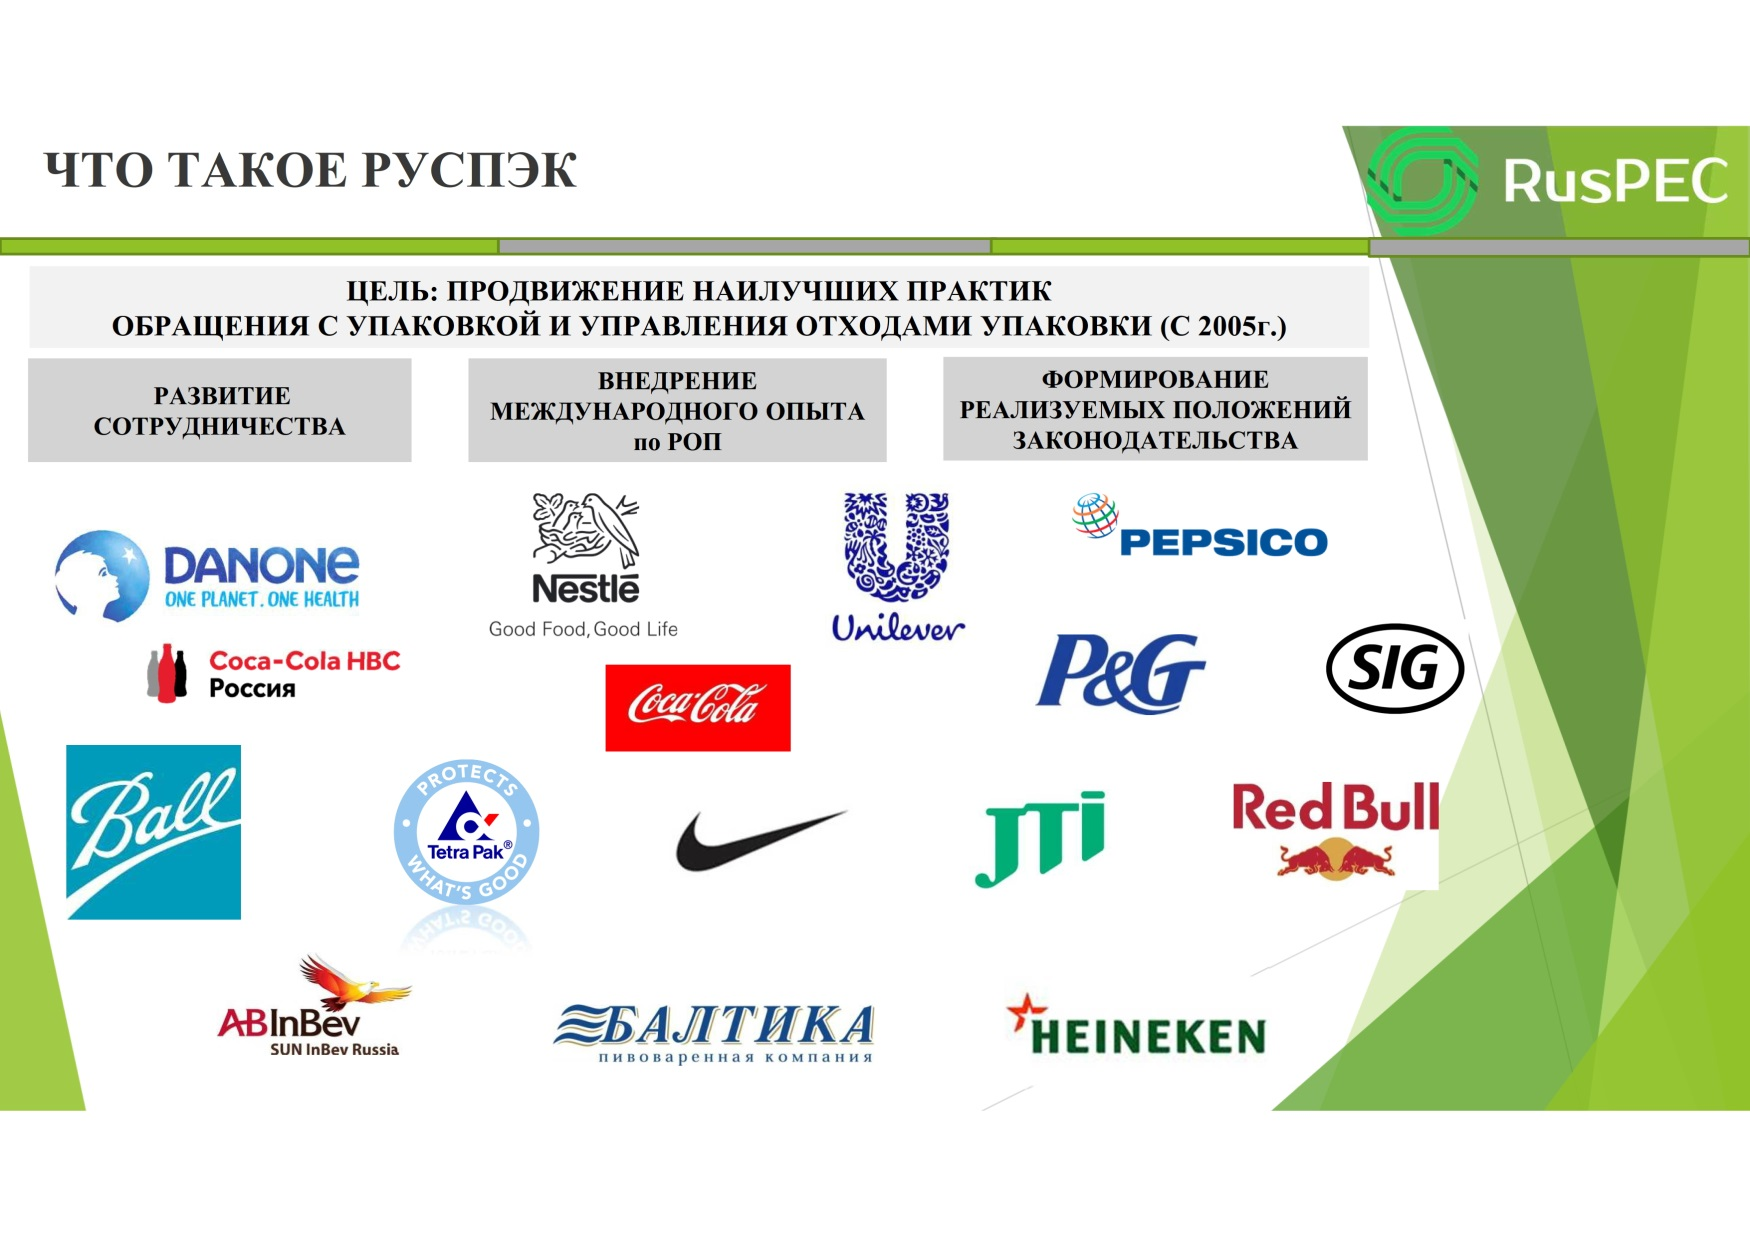 ЧТО ТАКОЕ РУСПЭК
RusPEC
ЦЕЛЬ: ПРОДВИЖЕНИЕ НАИЛУЧШИХ ПРАКТИК
ОБРАЩЕНИЯ С УПАКОВКОЙ И УПРАВЛЕНИЯ ОТХОДАМИ УПАКОВКИ (С 2005г.)
РАЗВИТИЕ
СОТРУДНИЧЕСТВА
ВНЕДРЕНИЕ
МЕЖДУНАРОДНОГО ОПЫТА
по РОП
ФОРМИРОВАНИЕ
РЕАЛИЗУЕМЫХ ПОЛОЖЕНИЙ
ЗАКОНОДАТЕЛЬСТВА
DANONE
ONE PLANET. ONE HEALTH
Nestlé
Good Food, Good Life
Unilever
PEPSICO
Coca-Cola HBC
Россия
Coca-Cola
P&G
SIG
Ball
PROTECTS
Tetra Pak®
WHAT'S GOOD
JTi
Red Bull
ABInBev
SUN InBev Russia
БАЛТИКА
пивоваренная компания
HEINEKEN